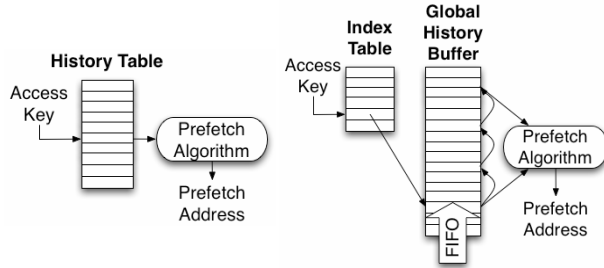 History Table
Access
Key
Prefetch
Algorithm
Prefetch
Address
Index
Table
Global
History
Buffer
Access
Key
FIFO
Prefetch
Algorithm
Prefetch
Address